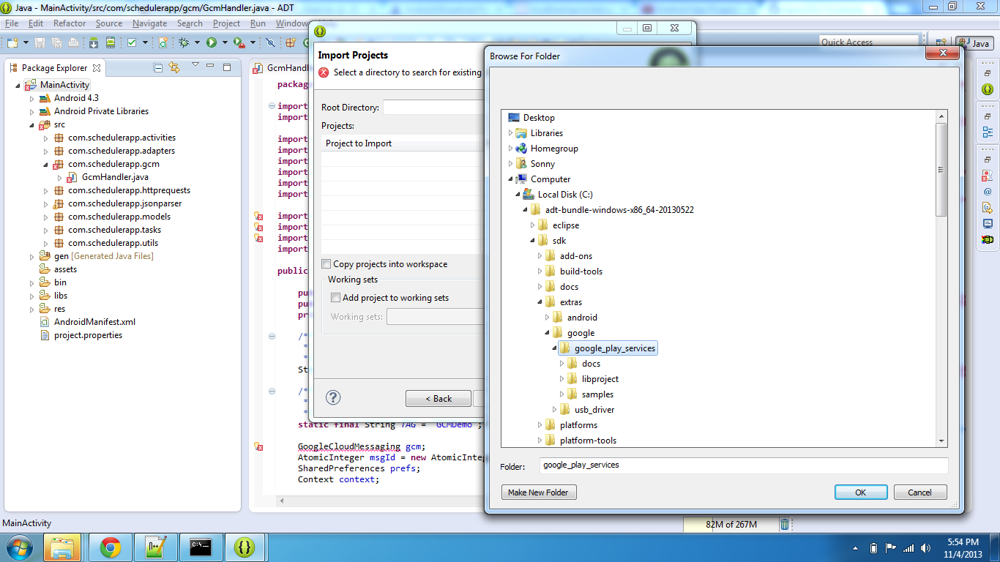 Java - MainActivity/src/com/schedulerapp/gcm/GcmHandler.java - ADT
File Edit Refactor Source Navigate Search Project Run Window
Quick Access
Java
Package Explorer
MainActivity
Android 4.3
Android Private Libraries
src
com.schedulerapp.activities
com.schedulerapp.adapters
com.schedulerapp.gcm
GcmHandler.java
com.schedulerapp.httprequests
com.schedulerapp.jsonparser
com.schedulerapp.models
com.schedulerapp.tasks
com.schedulerapp.utils
gen [Generated Java Files]
assets
bin
libs
res
AndroidManifest.xml
project.properties
GcmHandl
packag
import
import
import
import
import
import
import
import
import
import
import
import
import
public
pu
pu
pr
/*
*
*
St
/*
*
*
static final String TAG = "GCMDemo";
GoogleCloudMessaging gcm;
AtomicInteger msgId = new AtomicInteg
SharedPreferences prefs;
Context context;
Import Projects
Select a directory to search for existing
Root Directory:
Projects:
Project to Import
Copy projects into workspace
Working sets
Add project to working sets
Working sets:
?
< Back
Browse For Folder
Desktop
Libraries
Homegroup
Sonny
Computer
Local Disk (C:)
adt-bundle-windows-x86_64-20130522
eclipse
sdk
add-ons
build-tools
docs
extras
android
google
google_play_services
docs
libproject
samples
usb_driver
platforms
platform-tools
Folder: google_play_services
Make New Folder
OK
Cancel
MainActivity
82M of 267M
5:54 PM
11/4/2013